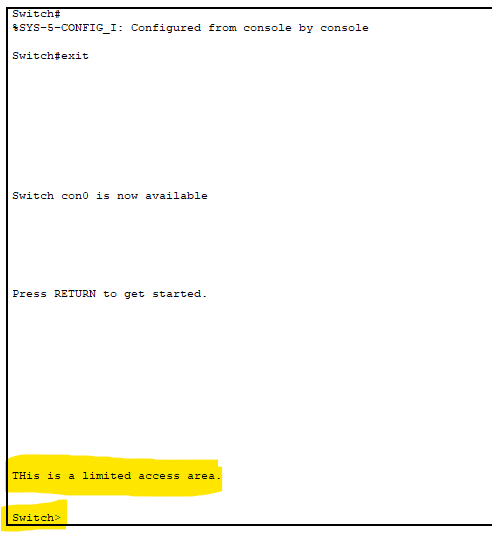 Switch#
%SYS-5-CONFIG_I: Configured from console by console
Switch#exit
Switch con0 is now available
Press RETURN to get started.
THis is a limited access area.
Switch>